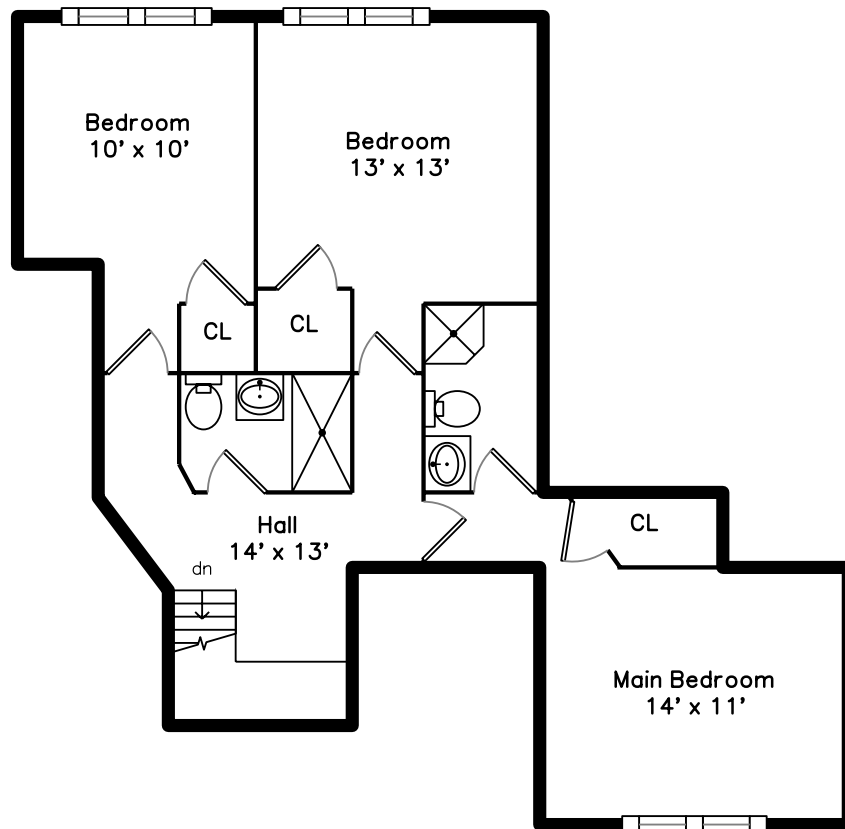 Bedroom
10' x 10'
Bedroom
13' x 13'
CL
CL
Hall
14' x 13'
CL
dn
Main Bedroom
14' x 11'